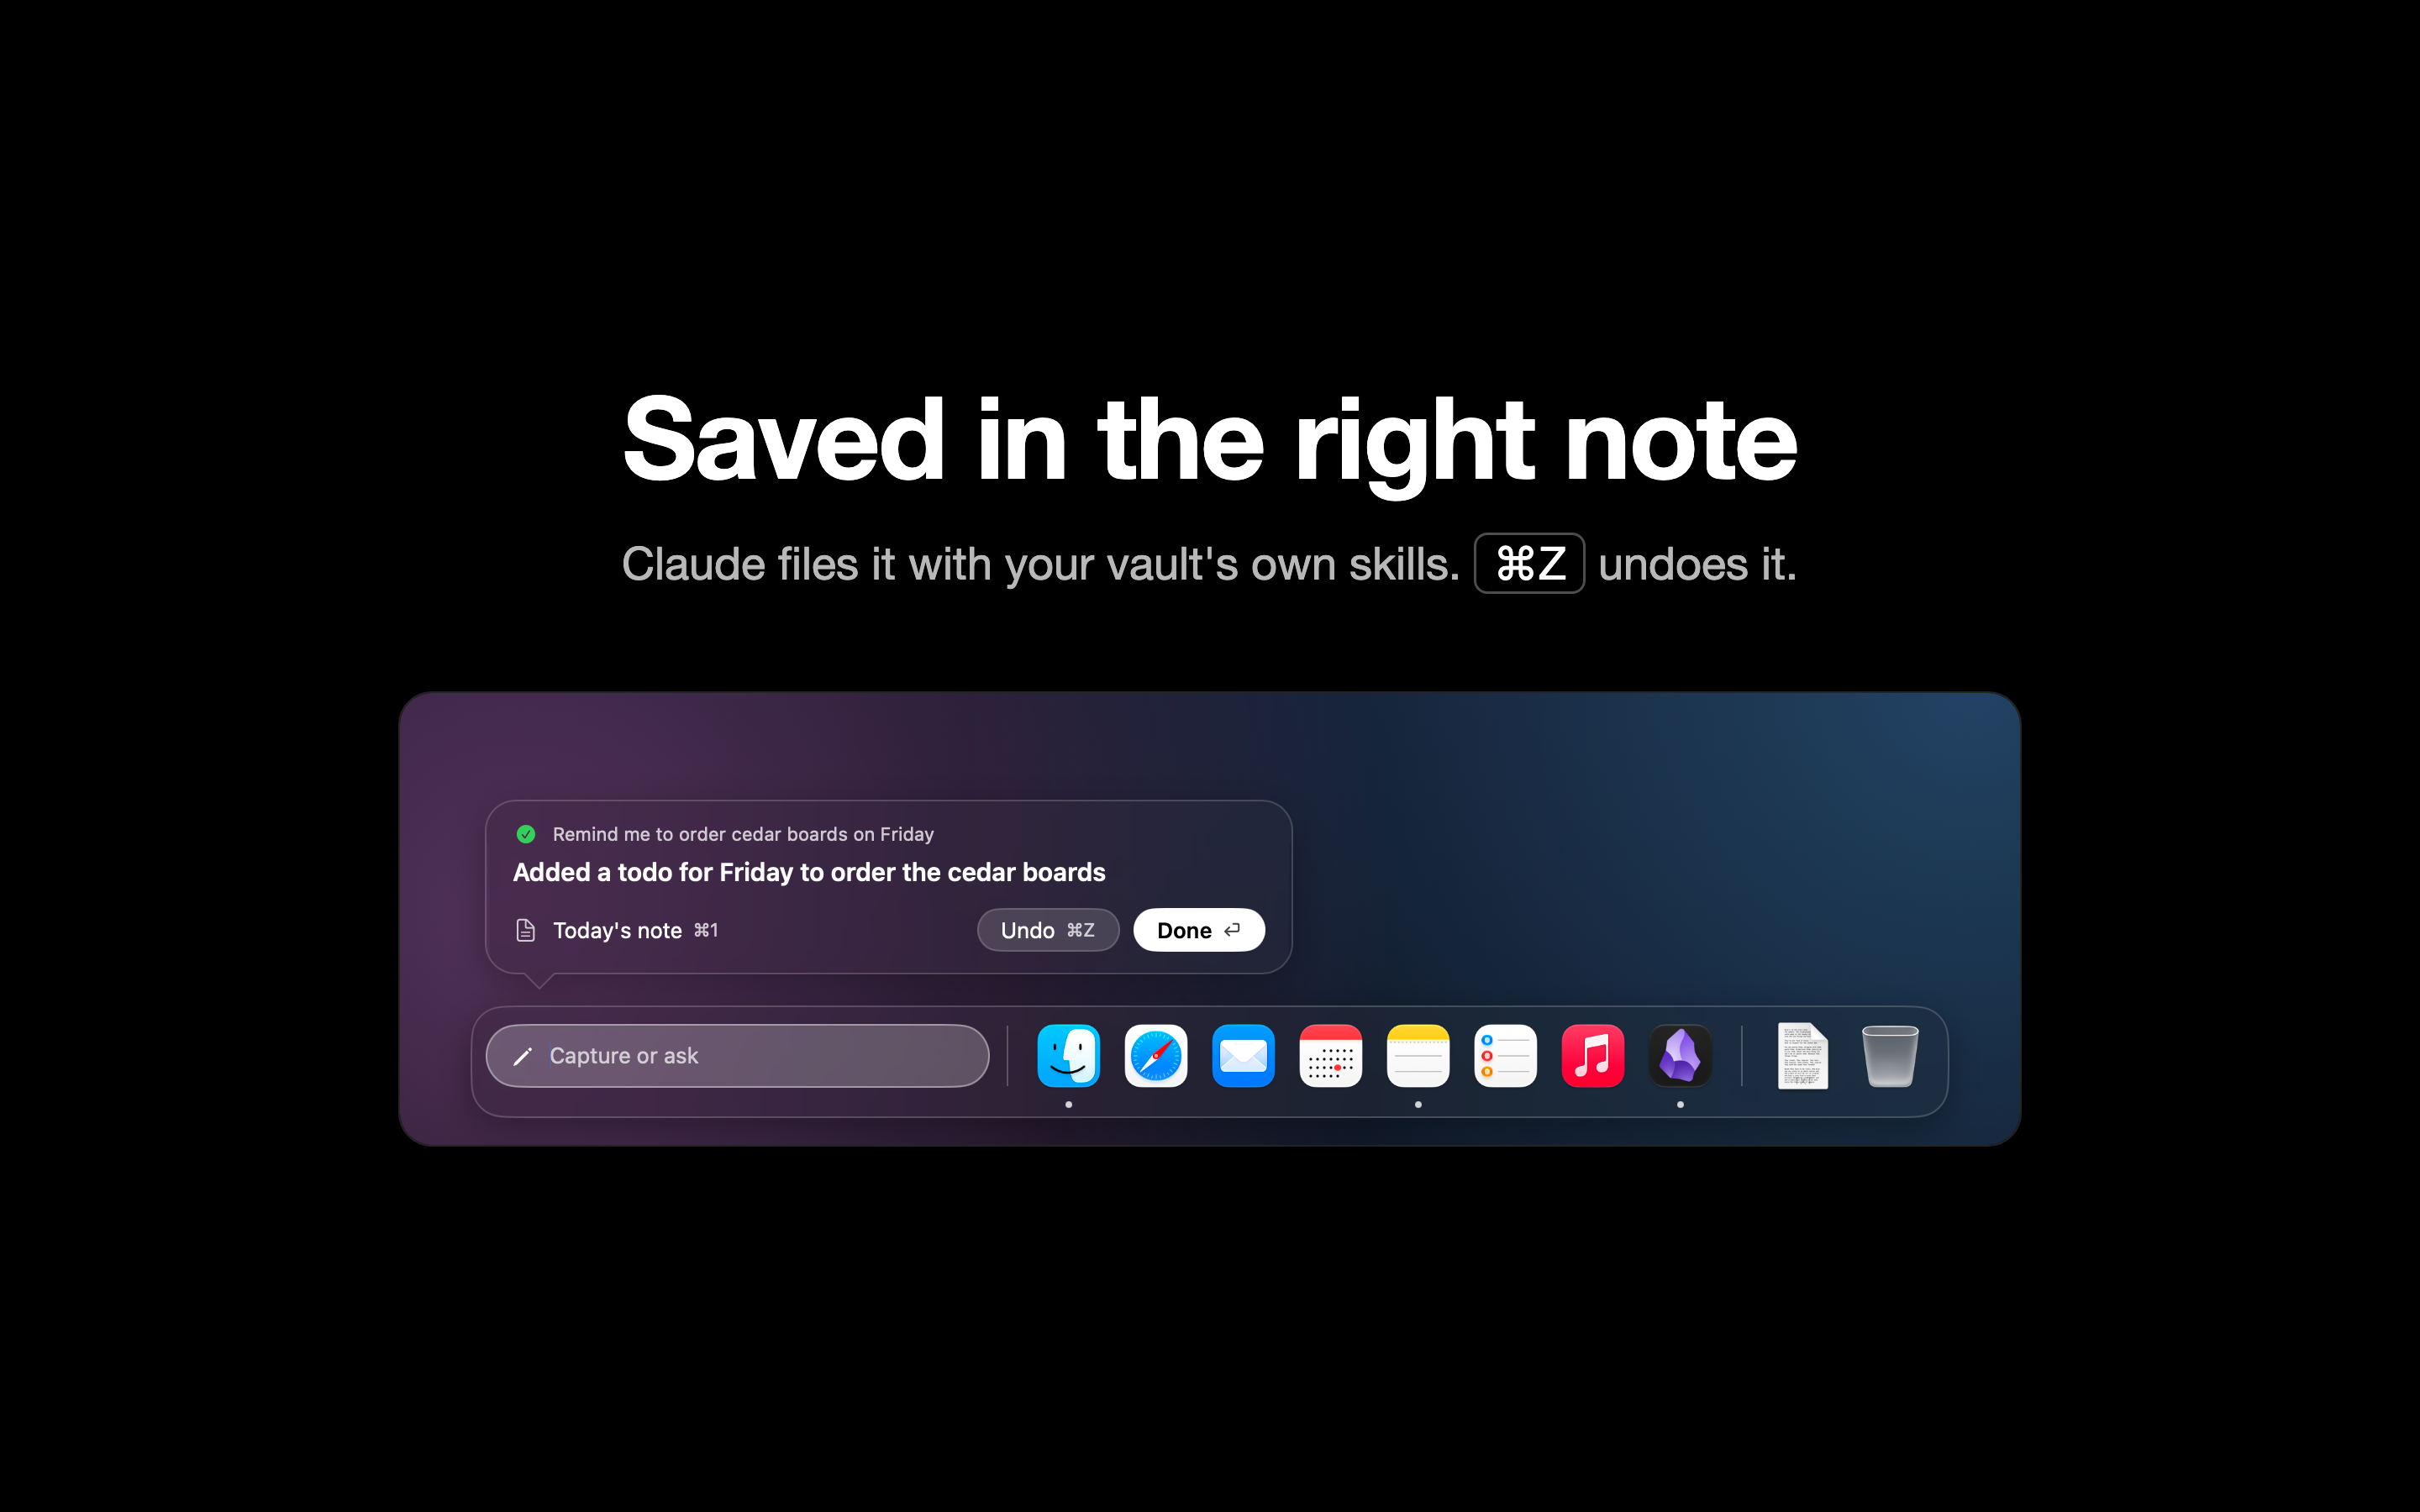 Saved in the right note
Claude files it with your vault's own skills. ⌘Z undoes it.
Remind me to order cedar boards on Friday
Added a todo for Friday to order the cedar boards
Today's note ⌘1
Undo ⌘Z
Done
Capture or ask